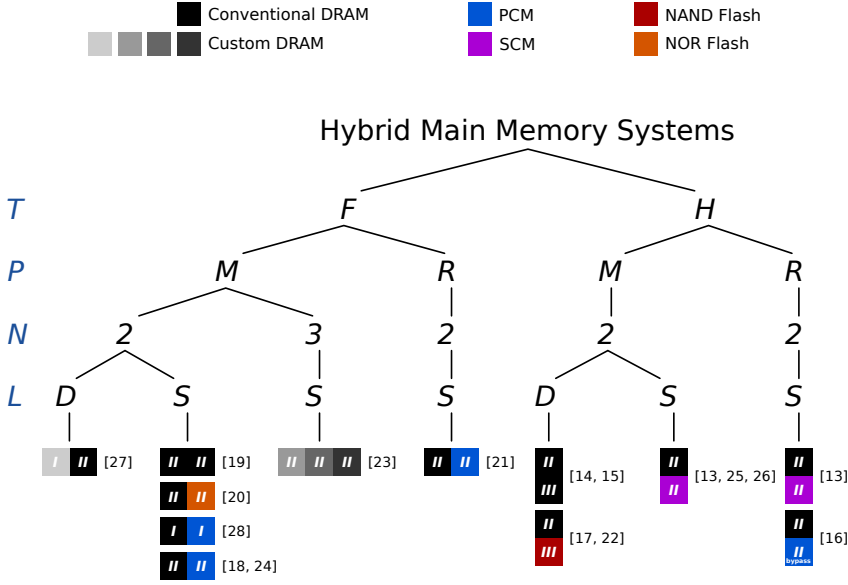 Conventional DRAM PCM NAND Flash
Custom DRAM SCM NOR Flash
Hybrid Main Memory Systems
T F H
P M R M R
N 2 3 2 2 2
L D S S S D S S
I II [27] II II [19] II II II [23] II II [21] II III [14, 15] II II [13, 25, 26] II II [13]
II II [20] II III [17, 22] II II bypass [16]
I I [28]
II II [18, 24]